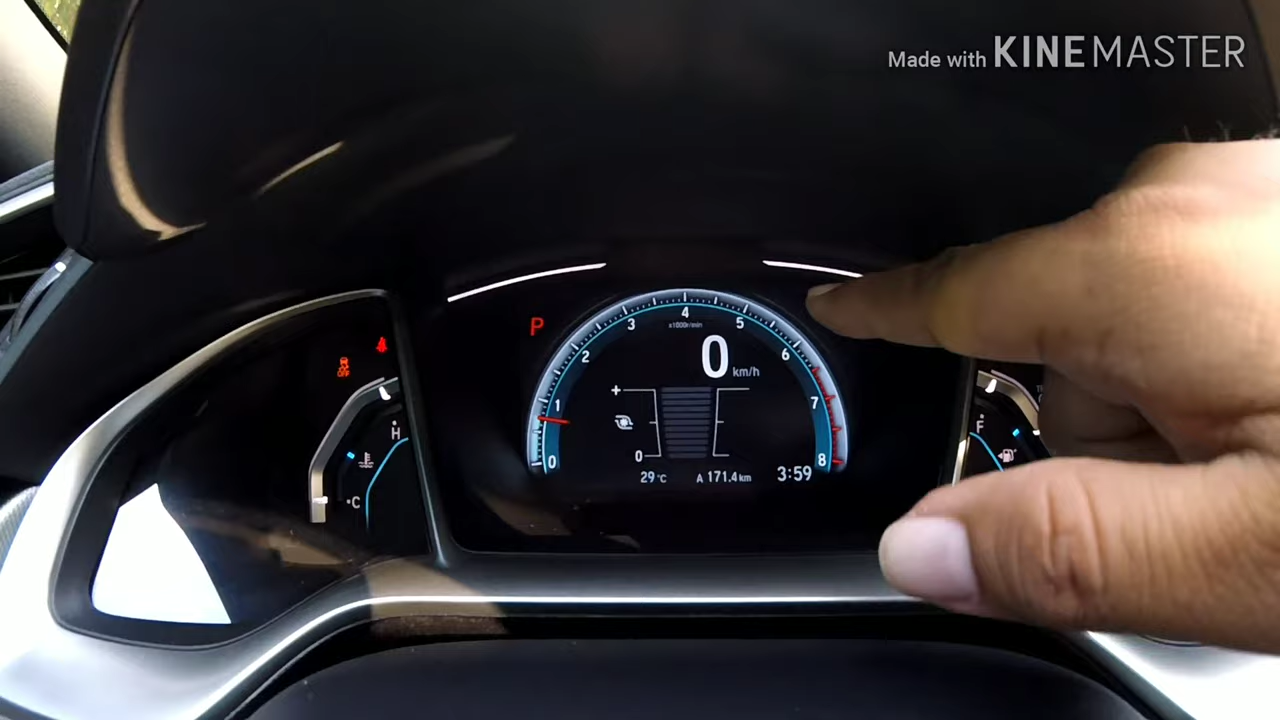 Made with KINEMASTER
P
OFF
0 1 2 3 4 5 6 7 8
x1000r/min
0 km/h
+
0
29°C A 171.4 km 3:59
H
C
F